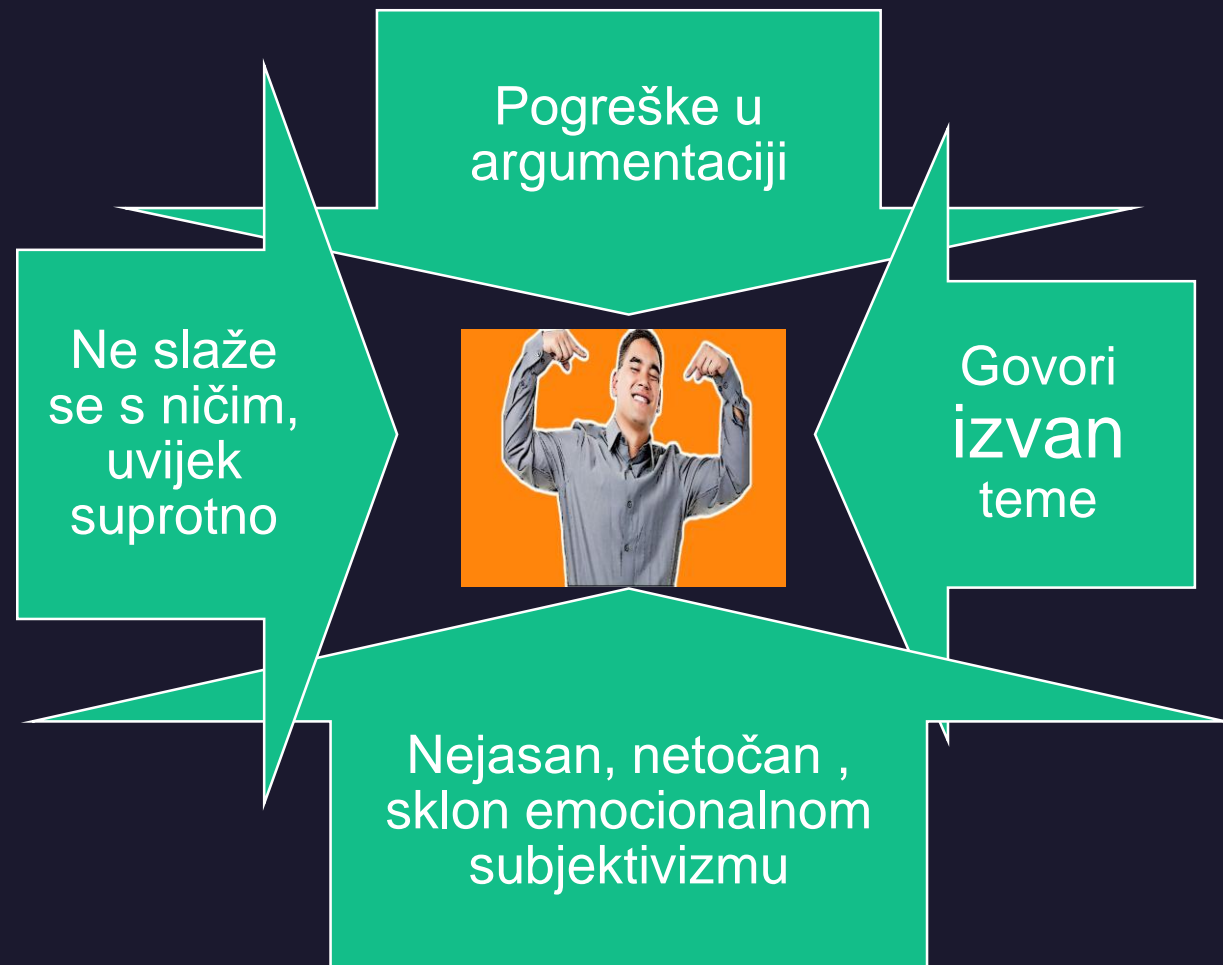 Pogreške u
argumentaciji
Ne slaže
se s ničim,
uvijek
suprotno
Govori
izvan
teme
Nejasan, netočan ,
sklon emocionalnom
subjektivizmu